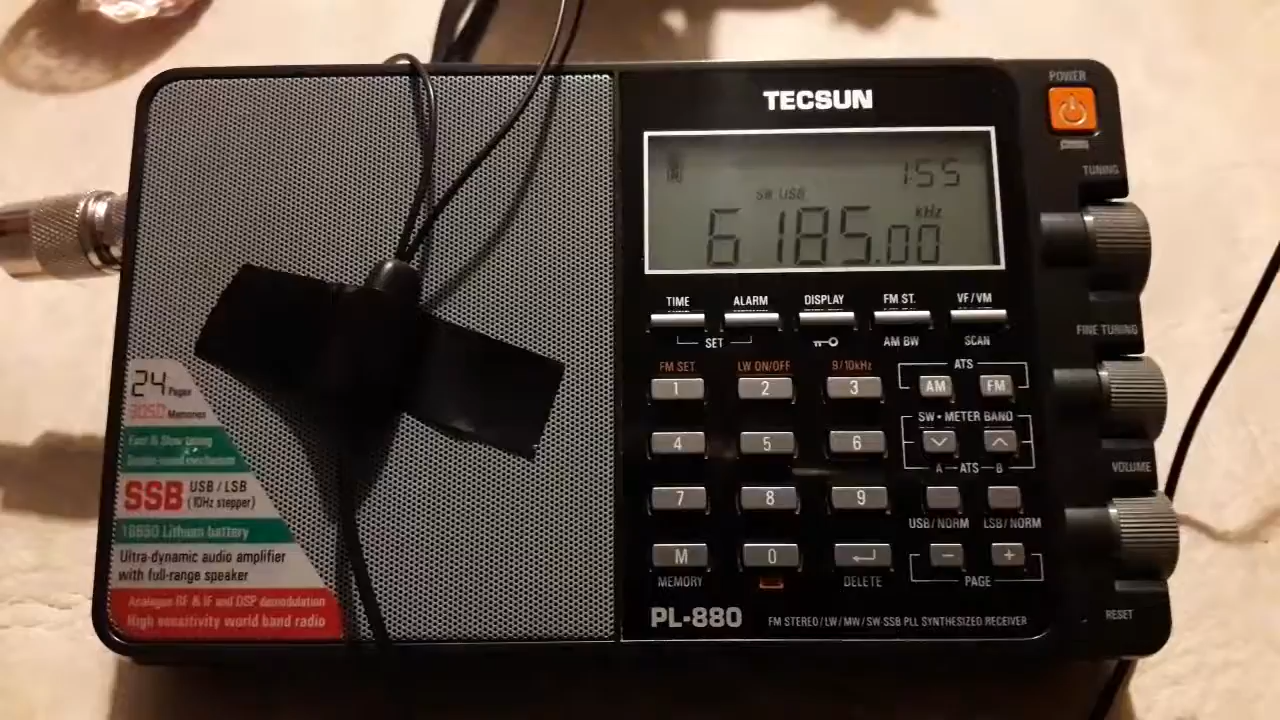 POWER
TECSUN
TUNING
1:55
SW USB
kHz
6185.00
TIME
ALARM
DISPLAY
FM ST.
VF/VM
SET
AM BW
SCAN
FINE TUNING
FM SET
LW ON/OFF
9/10kHz
ATS
1
2
3
AM
FM
SW • METER BAND
4
5
6
A—ATS—B
VOLUME
7
8
9
USB/NORM
LSB/NORM
M
0
MEMORY
DELETE
-
+
PAGE
RESET
PL-880
FM STEREO/LW/MW/SW-SSB PLL SYNTHESIZED RECEIVER
24 Pages
3050 Memories
Fast & Slow tuning
SSB USB/LSB
(10Hz stepper)
18650 Lithium battery
Ultra-dynamic audio amplifier
with full-range speaker
Analogue RF & IF and DSP demodulation
High sensitivity world band radio